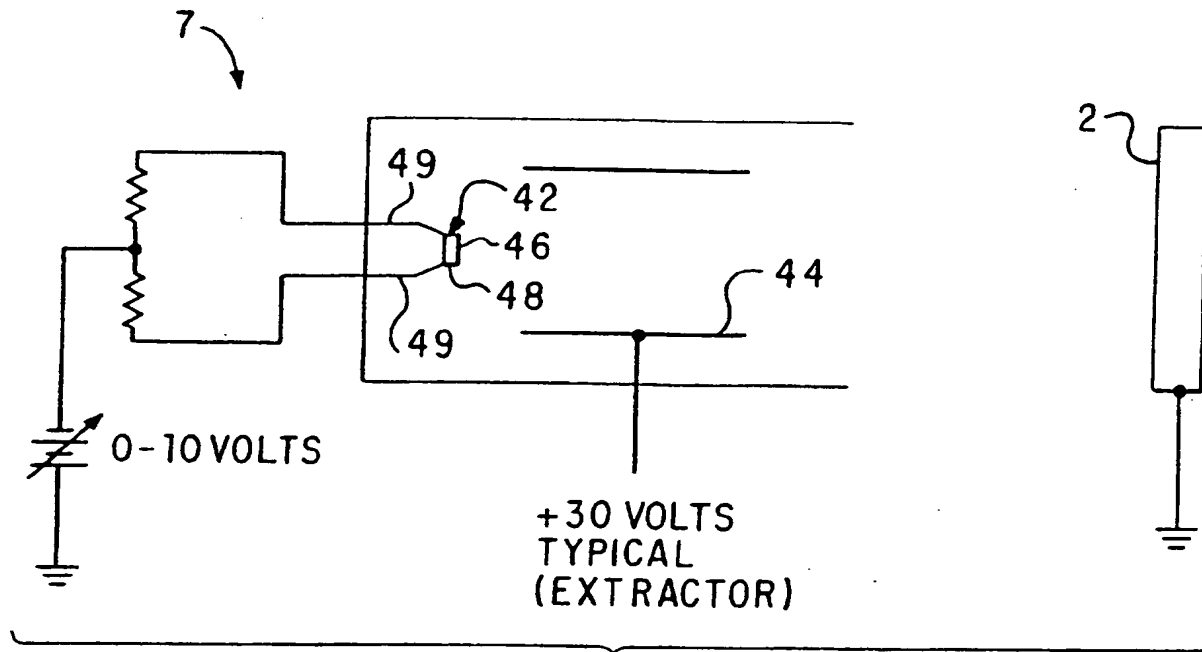 7
2
49
42
46
48
44
49
0-10 VOLTS
+30 VOLTS
TYPICAL
(EXTRACTOR)